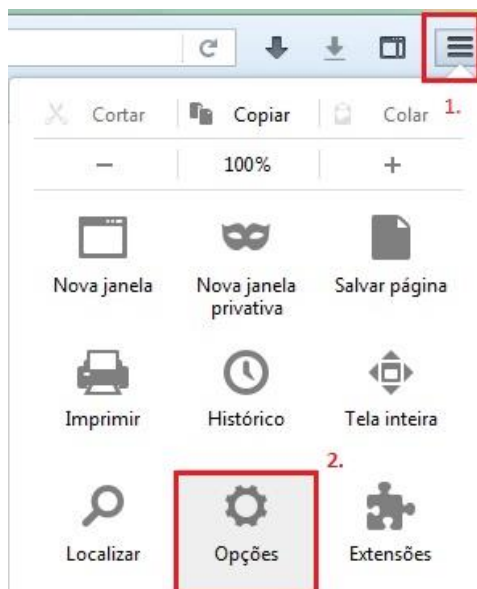 Cortar Copiar Colar 1.
− 100% +
Nova janela Nova janela privativa Salvar página
Imprimir Histórico Tela inteira
2.
Localizar Opções Extensões